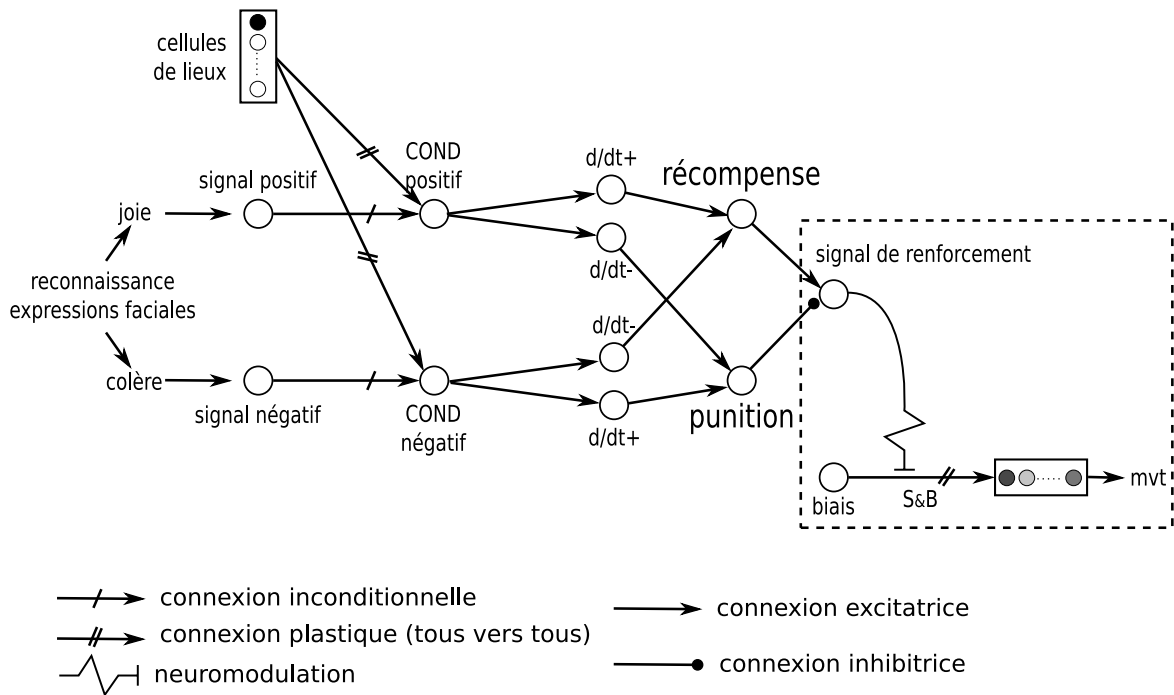 cellules
de lieux
COND
positif
d/dt+
récompense
signal positif
joie
d/dt-
signal de renforcement
reconnaissance
expressions faciales
d/dt-
colère
signal négatif
COND
négatif
d/dt+
punition
biais
S&B
mvt
connexion inconditionnelle
connexion excitatrice
connexion plastique (tous vers tous)
connexion inhibitrice
neuromodulation